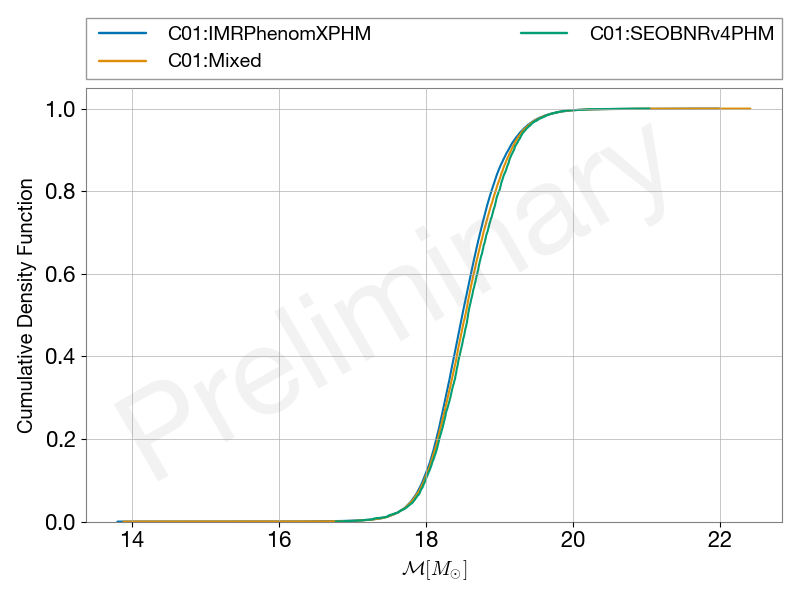 C01:IMRPhenomXPHM
C01:SEOBNRv4PHM
C01:Mixed
1.0
0.8
0.6
0.4
0.2
0.0
Cumulative Density Function
Preliminary
14 16 18 20 22
ℳ[M⊙]